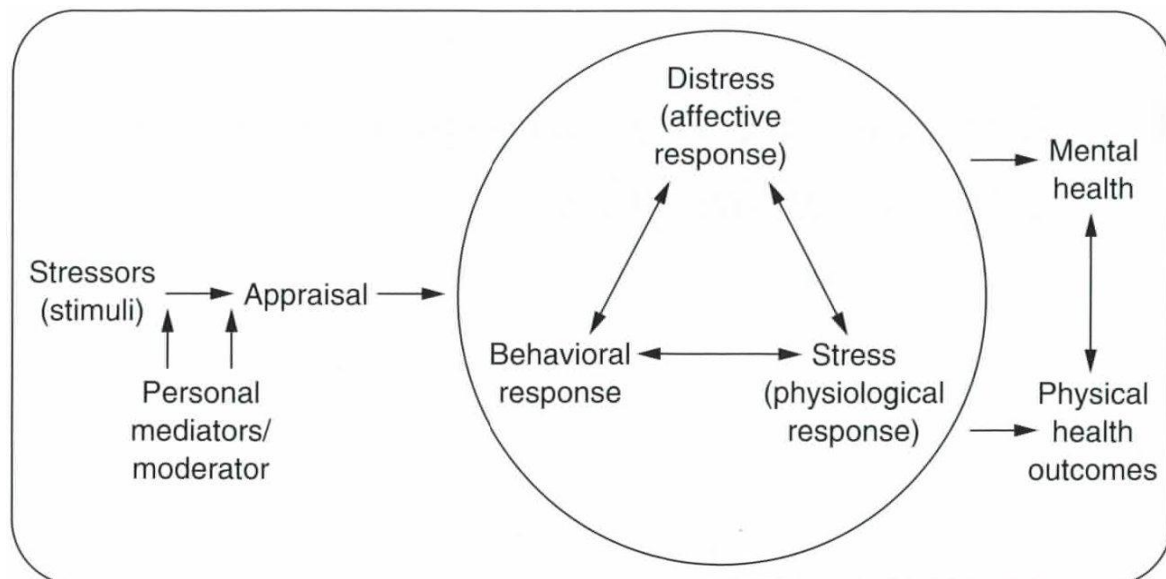 Stressors
(stimuli)
Appraisal
Personal
mediators/
moderator
Distress
(affective
response)
Behavioral
response
Stress
(physiological
response)
Mental
health
Physical
health
outcomes